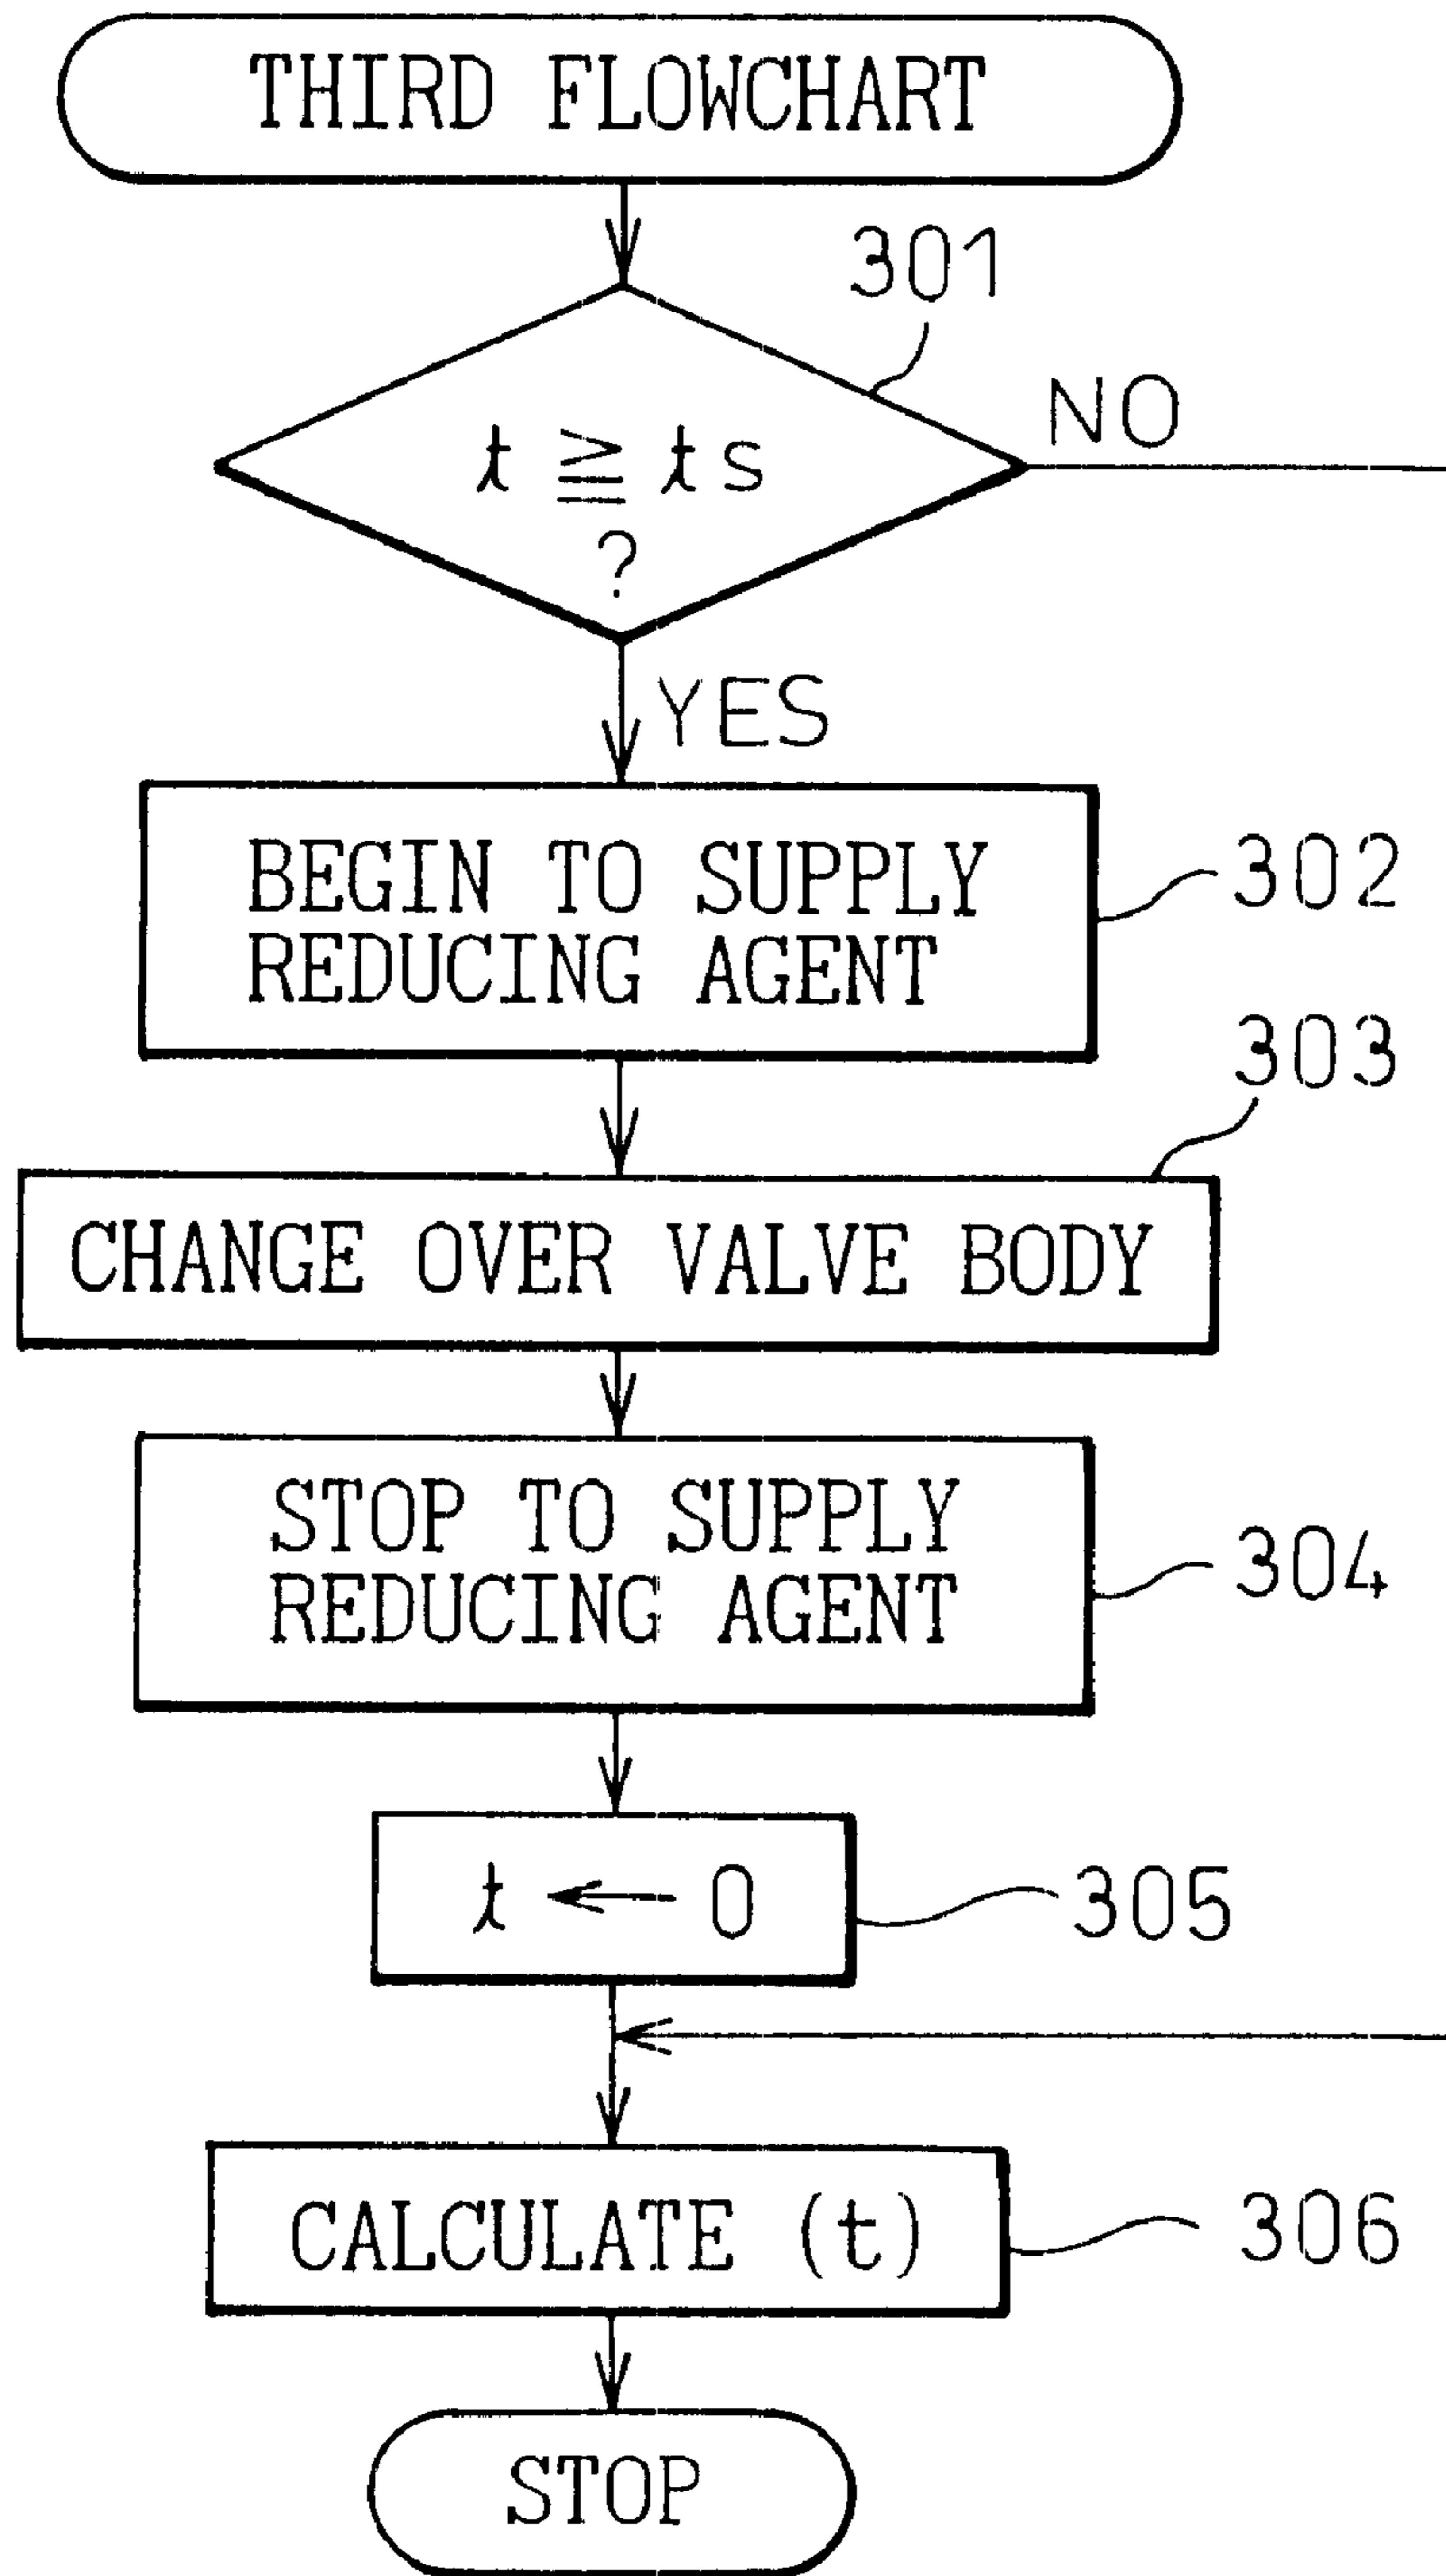 THIRD FLOWCHART
301
NO
t ≧ ts
?
YES
BEGIN TO SUPPLY
REDUCING AGENT
302
303
CHANGE OVER VALVE BODY
STOP TO SUPPLY
REDUCING AGENT
304
t ← 0
305
CALCULATE (t)
306
STOP